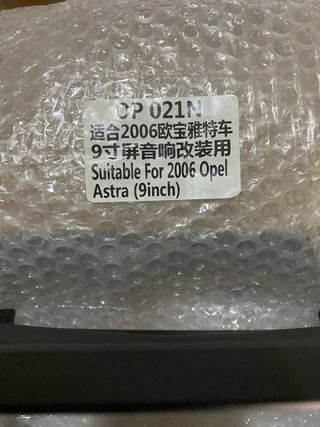 OP 021N
适合2006欧宝雅特车
9寸屏音响改装用
Suitable For 2006 Opel
Astra (9inch)